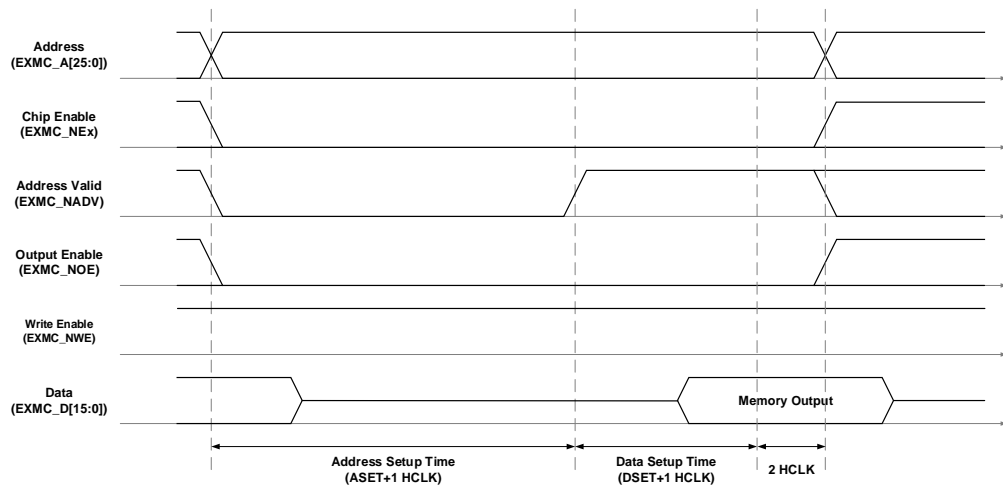 Address
(EXMC_A[25:0])
Chip Enable
(EXMC_NEx)
Address Valid
(EXMC_NADV)
Output Enable
(EXMC_NOE)
Write Enable
(EXMC_NWE)
Data
(EXMC_D[15:0])
Memory Output
Address Setup Time
(ASET+1 HCLK)
Data Setup Time
(DSET+1 HCLK)
2 HCLK